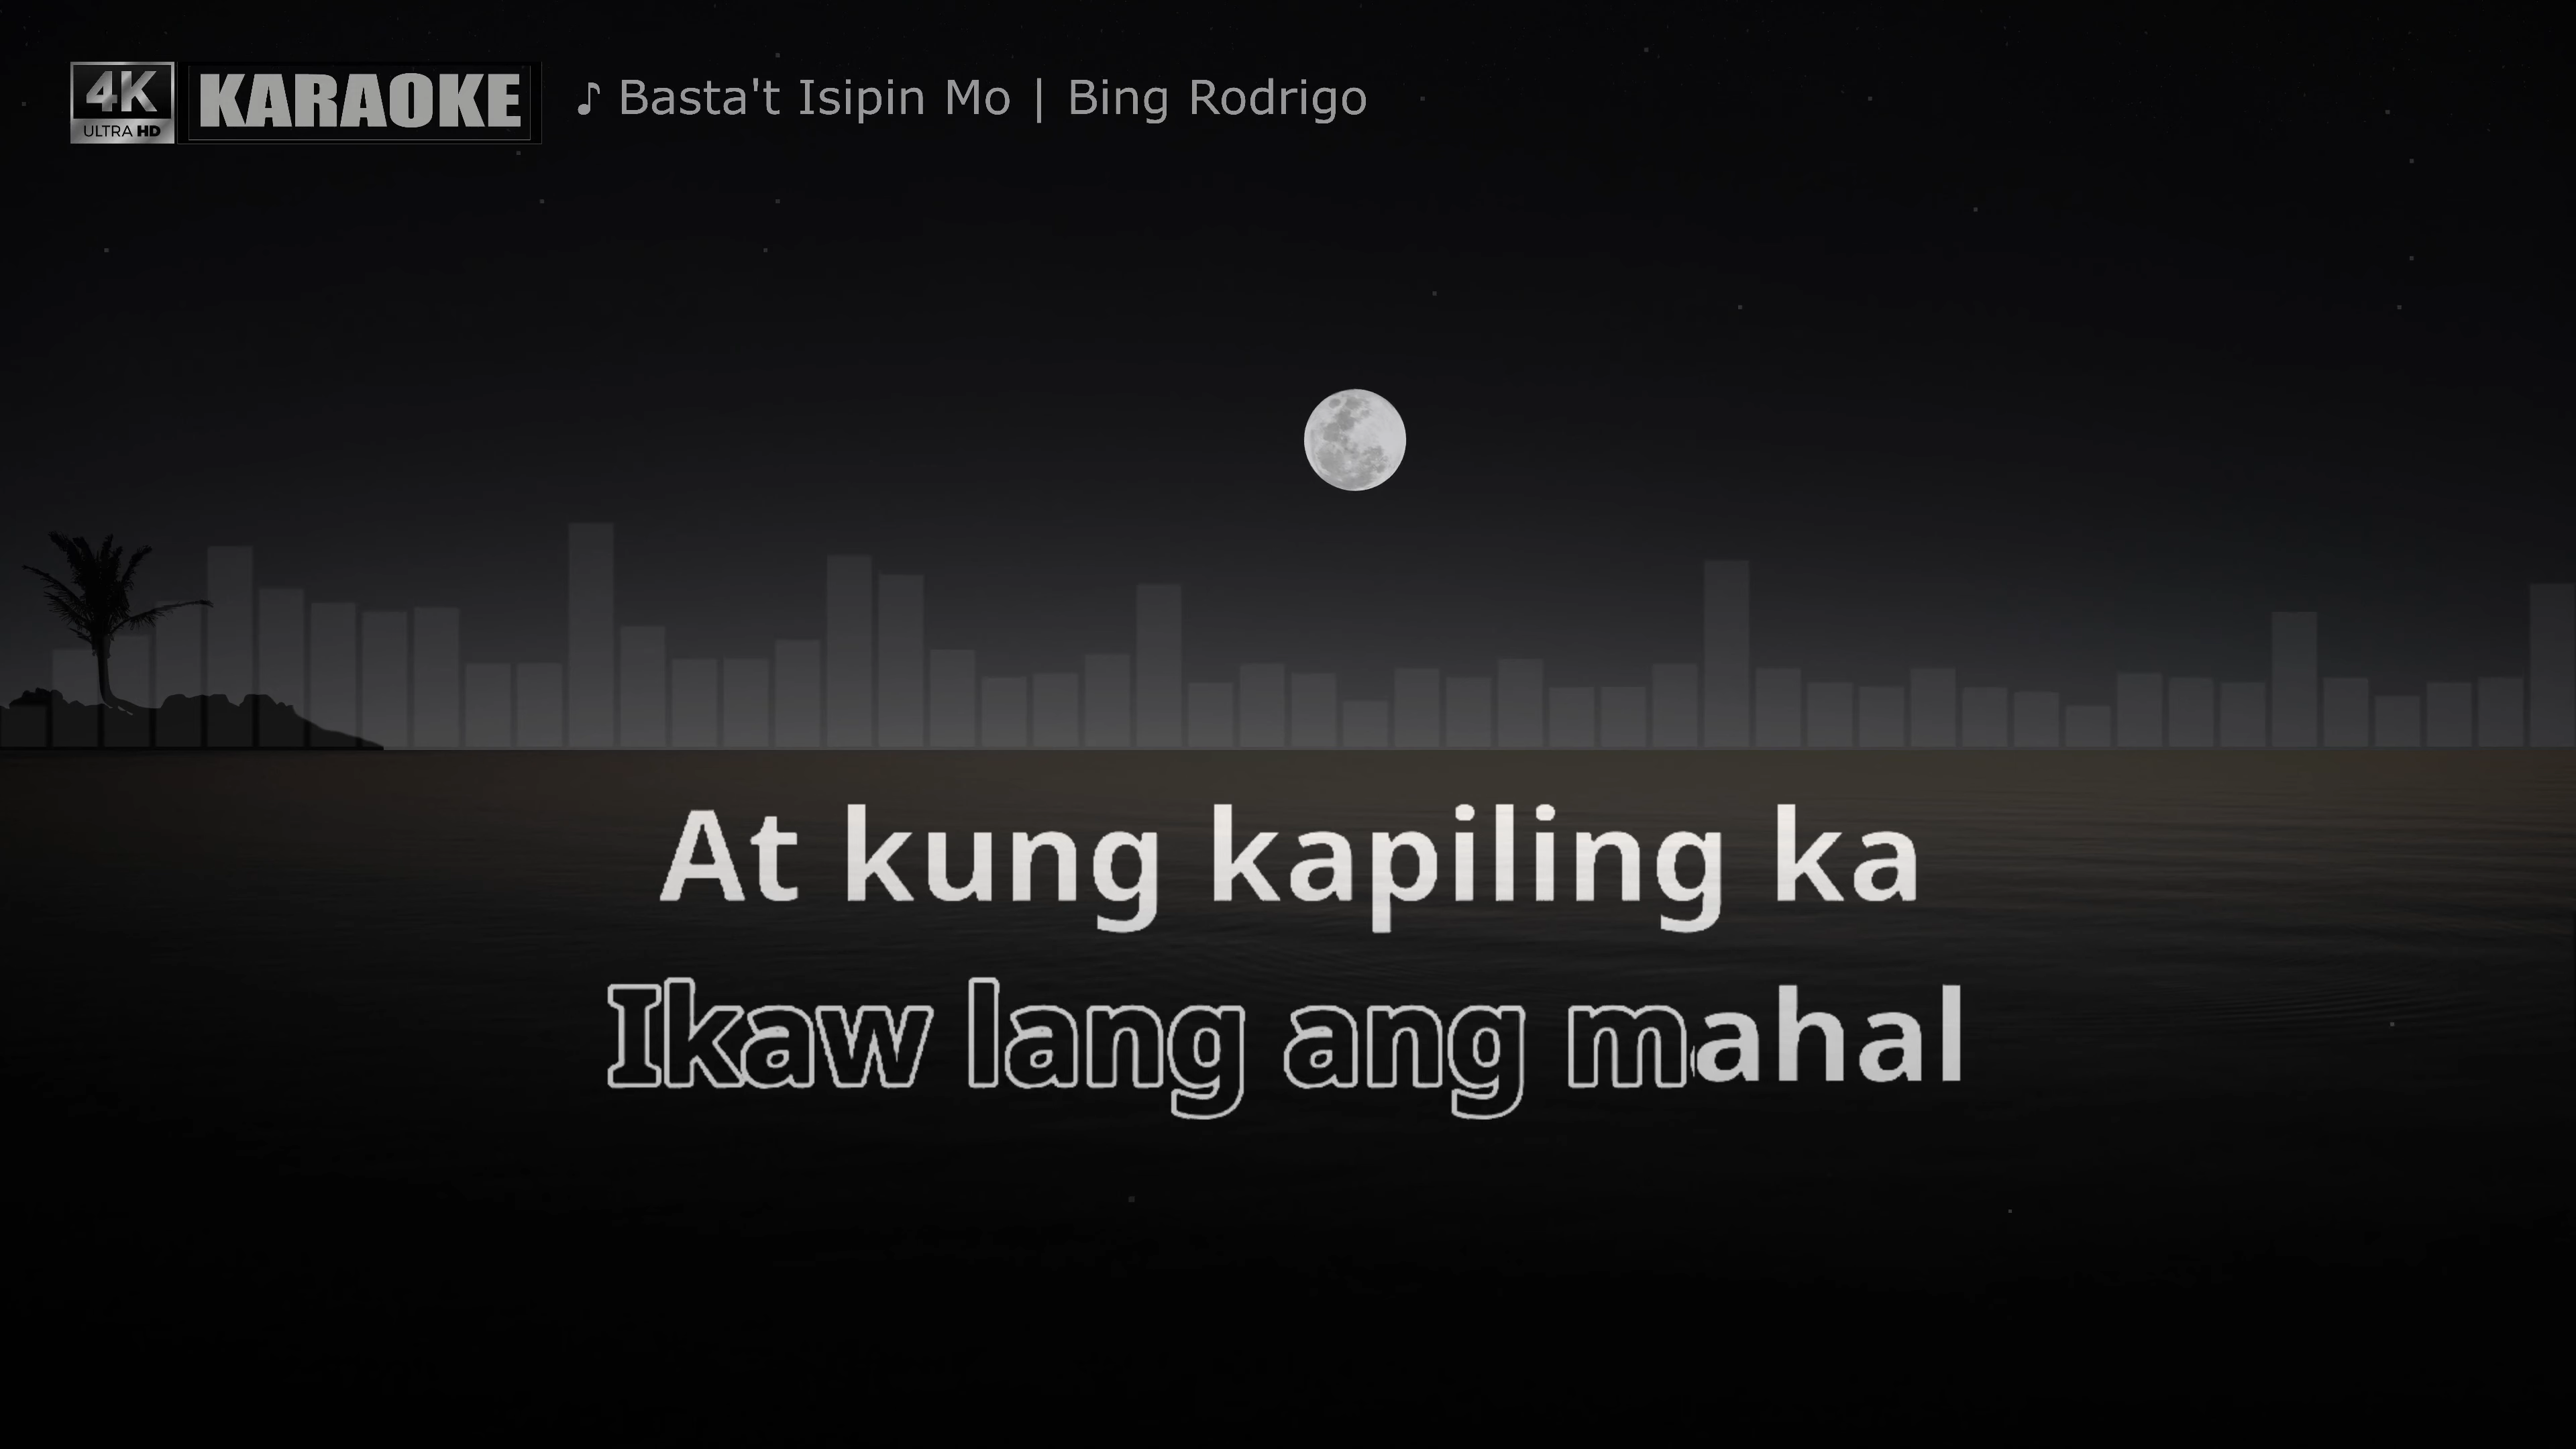 4K
ULTRA HD
KARAOKE
♪ Basta't Isipin Mo | Bing Rodrigo
At kung kapiling ka
Ikaw lang ang mahal